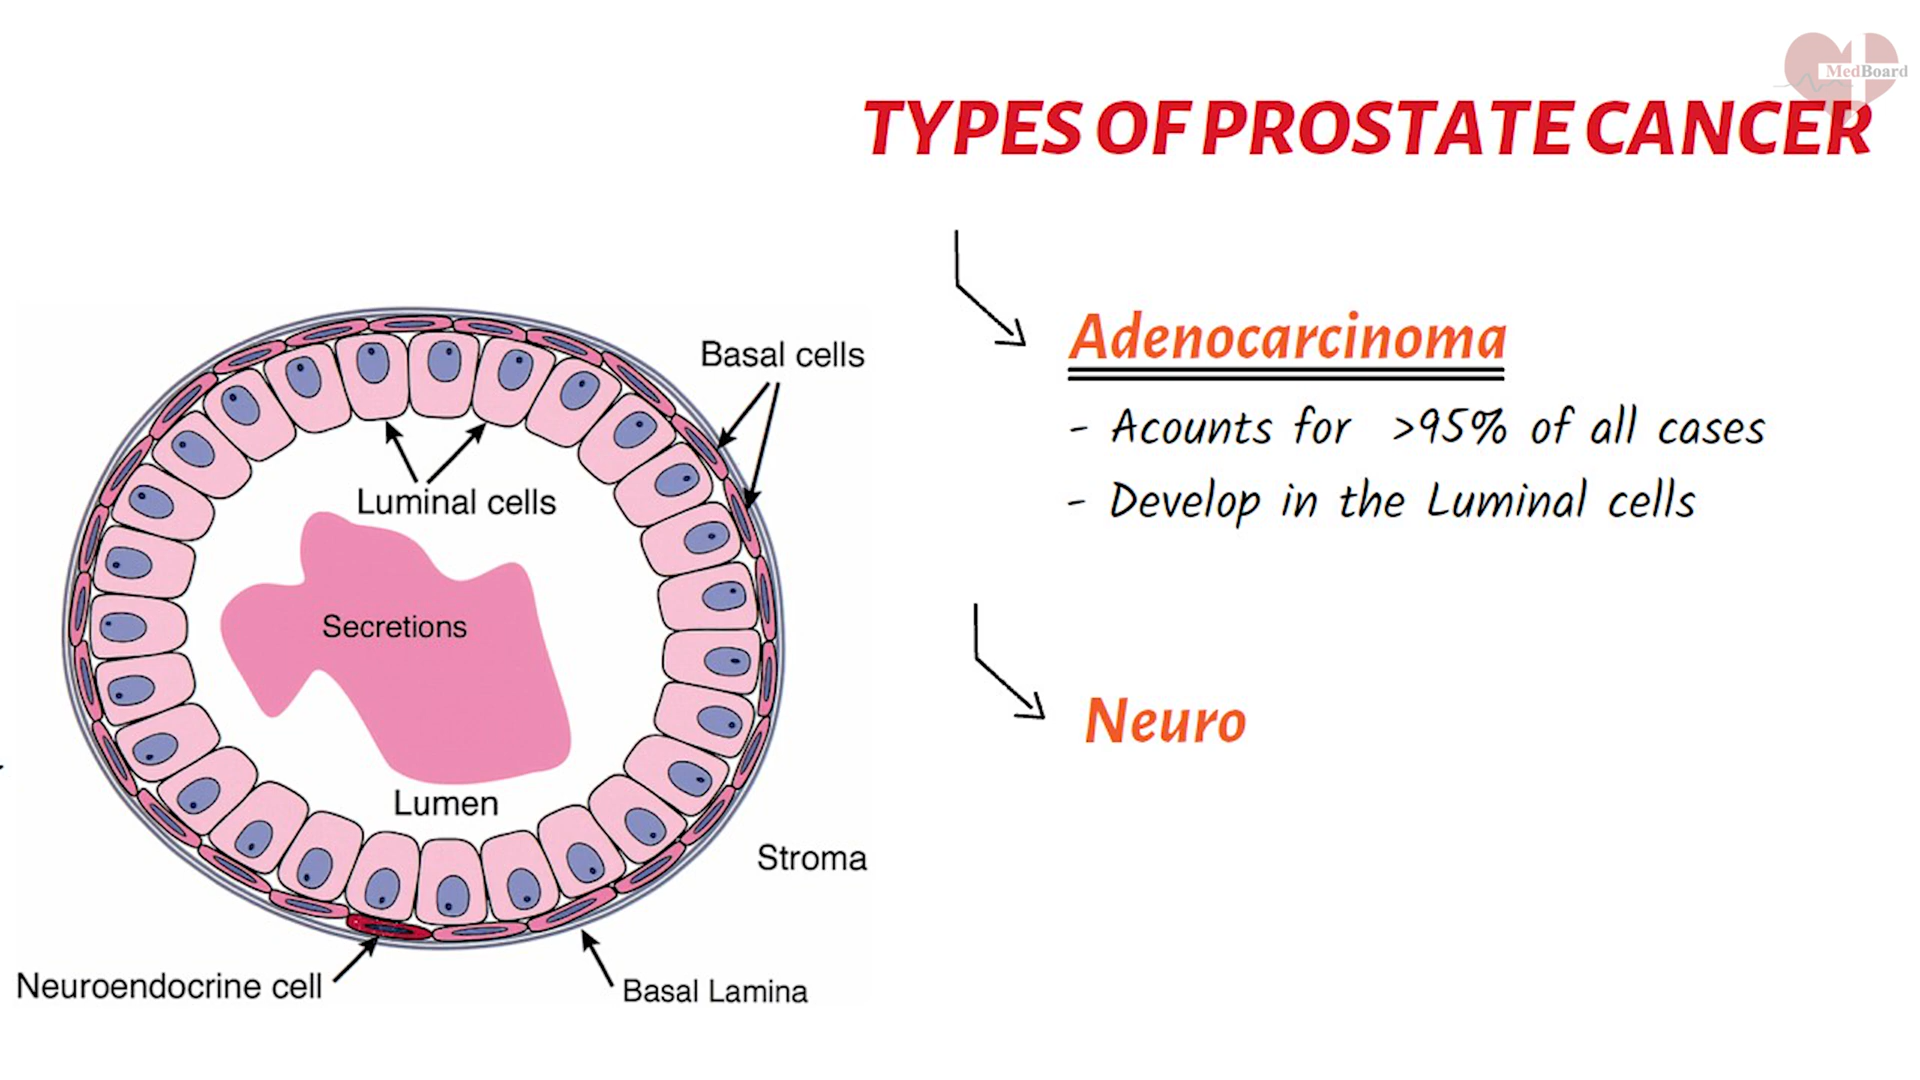 MedBoard
TYPES OF PROSTATE CANCER
Adenocarcinoma
- Acounts for >95% of all cases
- Develop in the Luminal cells
Neuro
Basal cells
Luminal cells
Secretions
Lumen
Stroma
Neuroendocrine cell
Basal Lamina